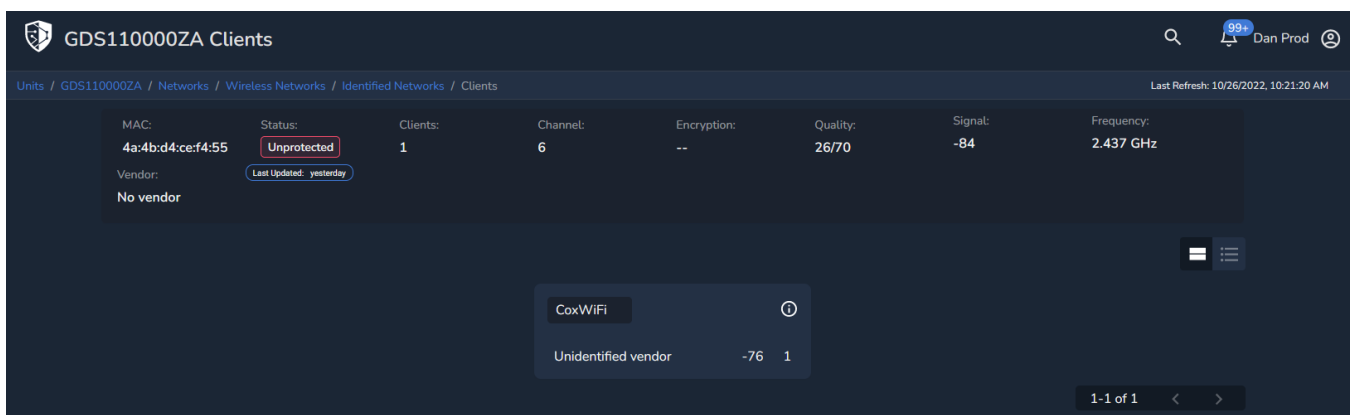 GDS110000ZA Clients
99+
Dan Prod
Units / GDS110000ZA / Networks / Wireless Networks / Identified Networks / Clients
Last Refresh: 10/26/2022, 10:21:20 AM
MAC: Status: Clients: Channel: Encryption: Quality: Signal: Frequency:
4a:4b:d4:ce:f4:55 Unprotected 1 6 -- 26/70 -84 2.437 GHz
Vendor: Last Updated: yesterday
No vendor
CoxWiFi
Unidentified vendor -76 1
1-1 of 1